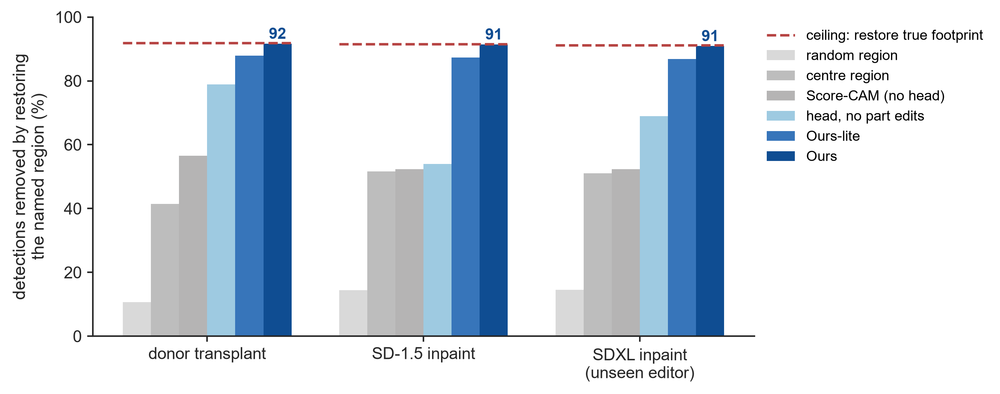 detections removed by restoring
the named region (%)
100
80
60
40
20
0
92
91
91
donor transplant
SD-1.5 inpaint
SDXL inpaint
(unseen editor)
ceiling: restore true footprint
random region
centre region
Score-CAM (no head)
head, no part edits
Ours-lite
Ours